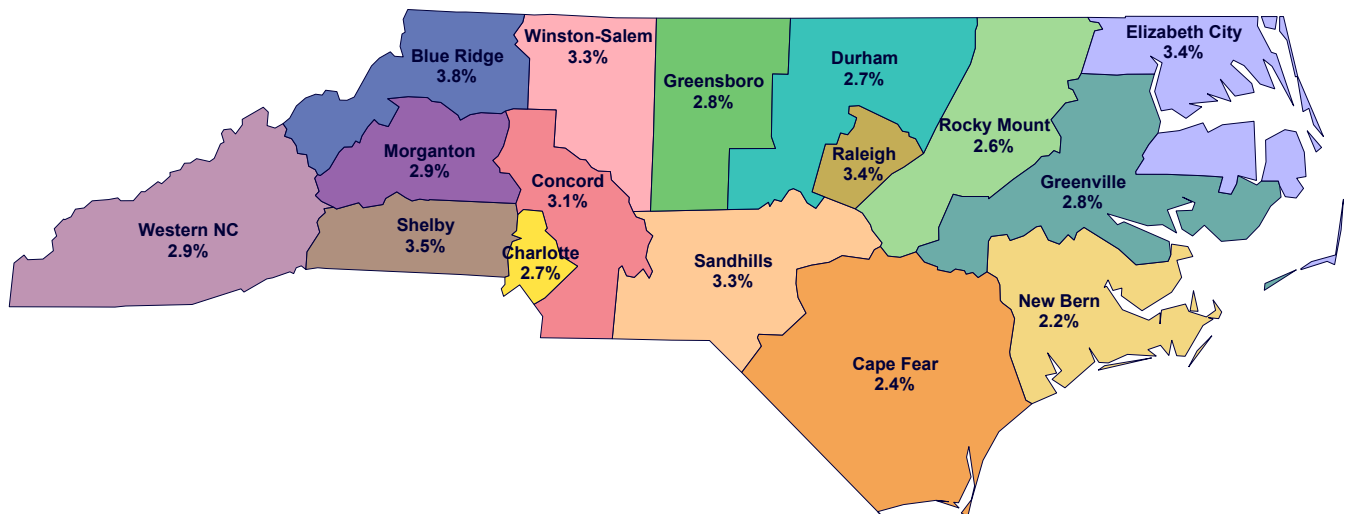 Blue Ridge
3.8%
Winston-Salem
3.3%
Greensboro
2.8%
Durham
2.7%
Elizabeth City
3.4%
Rocky Mount
2.6%
Raleigh
3.4%
Morganton
2.9%
Concord
3.1%
Greenville
2.8%
Western NC
2.9%
Shelby
3.5%
Charlotte
2.7%
Sandhills
3.3%
New Bern
2.2%
Cape Fear
2.4%